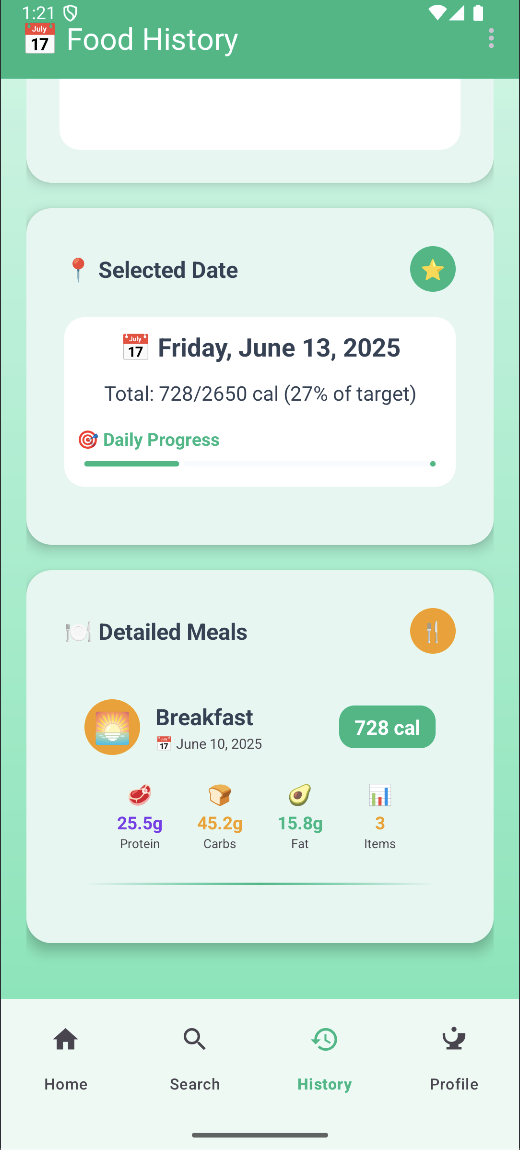 1:21
Food History
Selected Date
Friday, June 13, 2025
Total: 728/2650 cal (27% of target)
Daily Progress
Detailed Meals
Breakfast
June 10, 2025
728 cal
25.5g
45.2g
15.8g
3
Protein
Carbs
Fat
Items
Home
Search
History
Profile